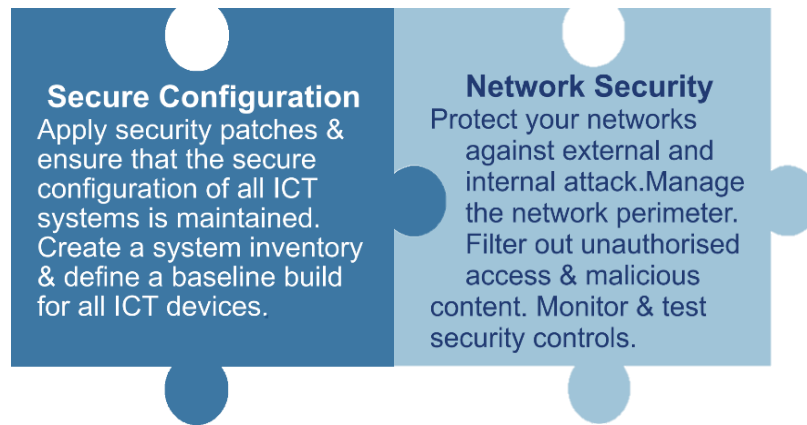 Secure Configuration
Apply security patches &
ensure that the secure
configuration of all ICT
systems is maintained.
Create a system inventory
& define a baseline build
for all ICT devices.
Network Security
Protect your networks
against external and
internal attack.Manage
the network perimeter.
Filter out unauthorised
access & malicious
content. Monitor & test
security controls.